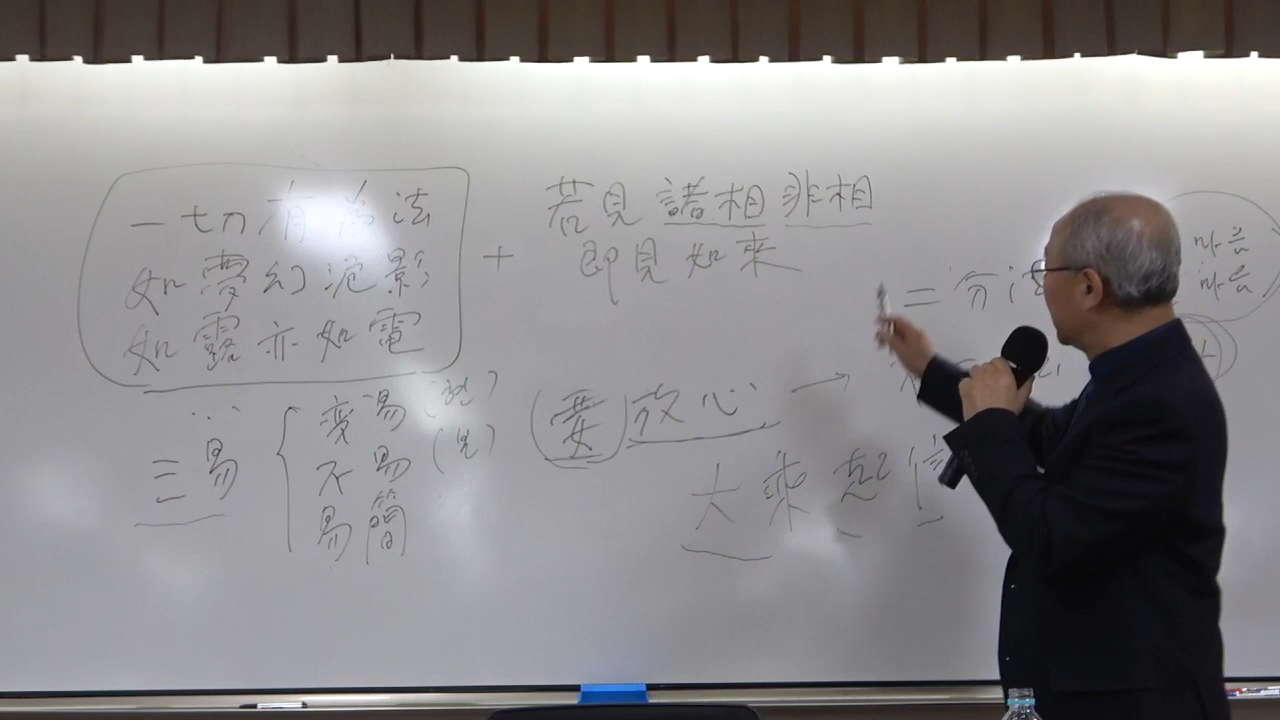 一切有為法
如夢幻泡影
如露亦如電
+
若見諸相非相
即見如來
二分法
마음
마음
三易
変易
不易
易簡
(要)放心 →
大乘起信